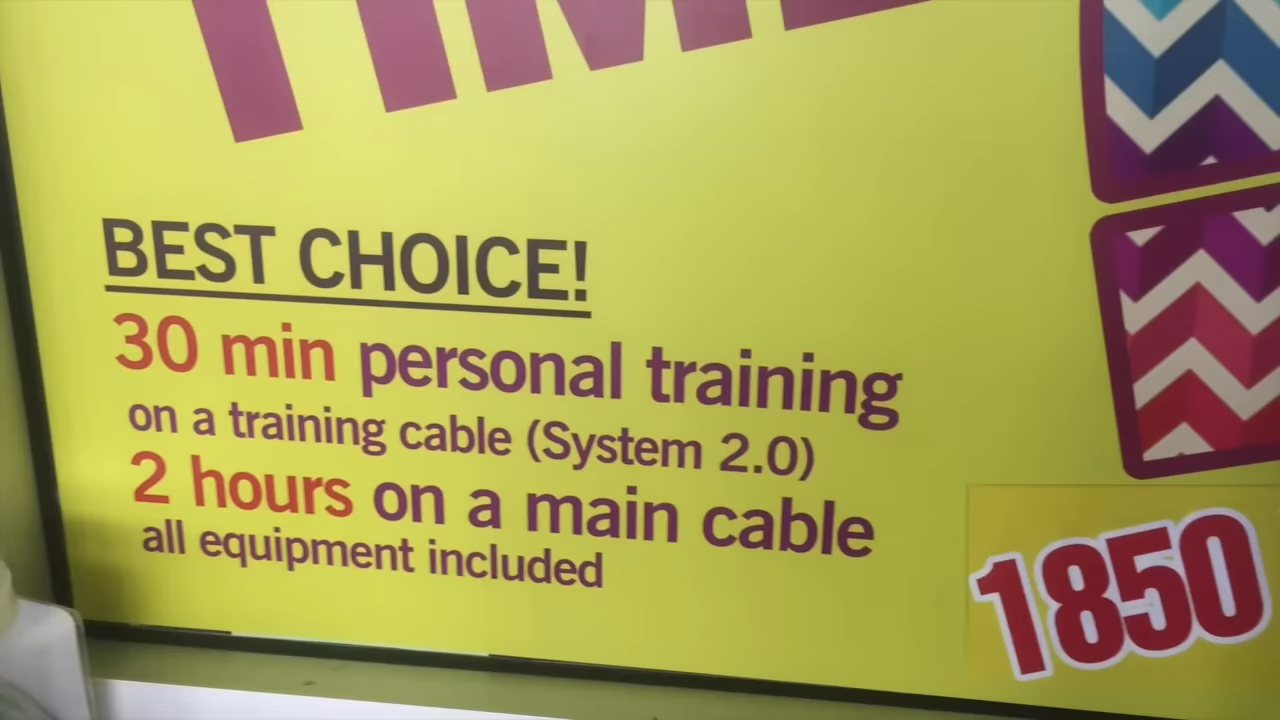 BEST CHOICE!
30 min personal training
on a training cable (System 2.0)
2 hours on a main cable
all equipment included
1850